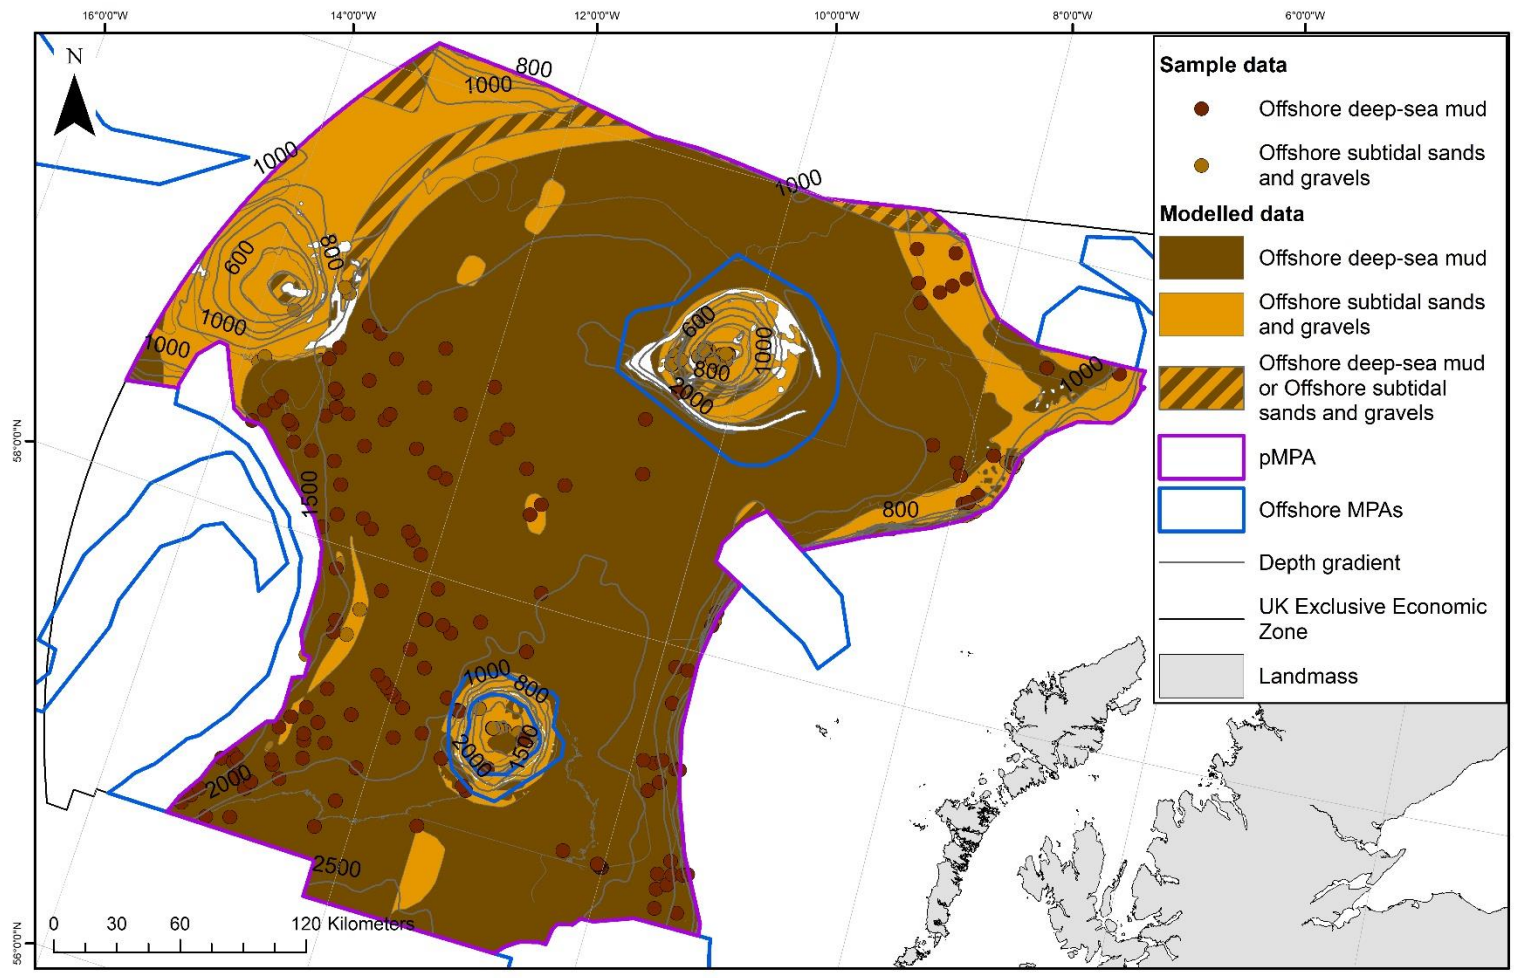 16°0'0"W
14°0'0"W
12°0'0"W
10°0'0"W
8°0'0"W
6°0'0"W
N
58°0'0"N
56°0'0"N
800
1000
1000
1000
600
800
1000
1000
600
1000
800
2000
1000
1500
800
1000
800
2000
1500
2000
2500
0 30 60 120 Kilometers
Sample data
Offshore deep-sea mud
Offshore subtidal sands
and gravels
Modelled data
Offshore deep-sea mud
Offshore subtidal sands
and gravels
Offshore deep-sea mud
or Offshore subtidal
sands and gravels
pMPA
Offshore MPAs
Depth gradient
UK Exclusive Economic
Zone
Landmass